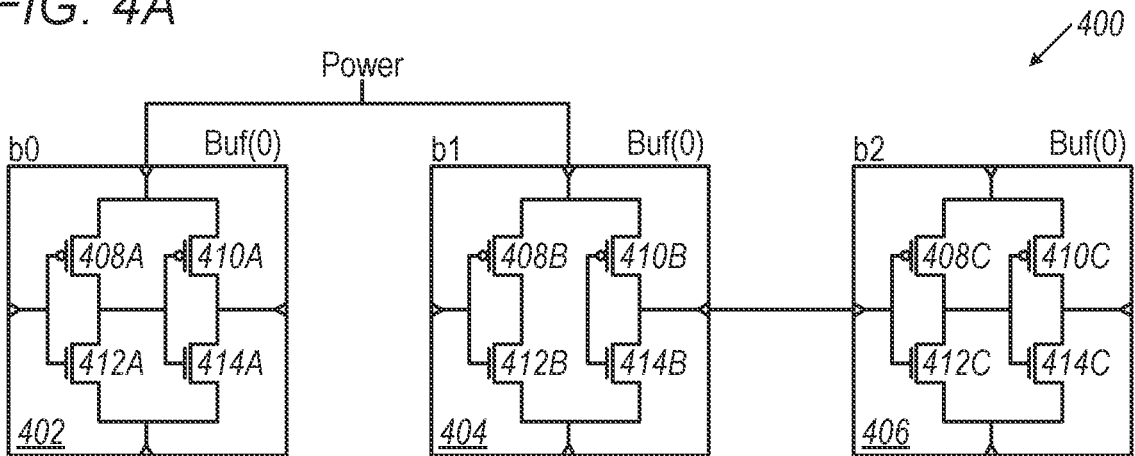 FIG. 4A
400
Power
b0 Buf(0)
b1 Buf(0)
b2 Buf(0)
408A 410A
408B 410B
408C 410C
412A 414A
412B 414B
412C 414C
402
404
406